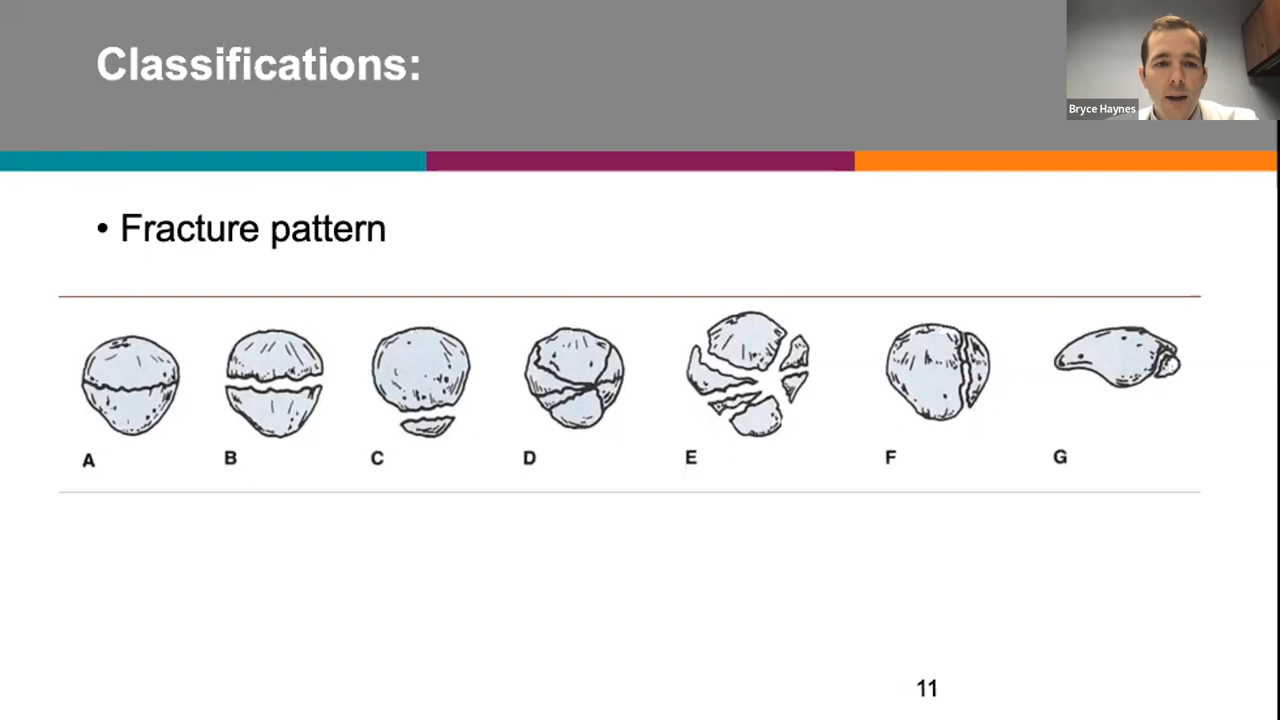 Classifications:
Bryce Haynes
• Fracture pattern
A B C D E F G
11